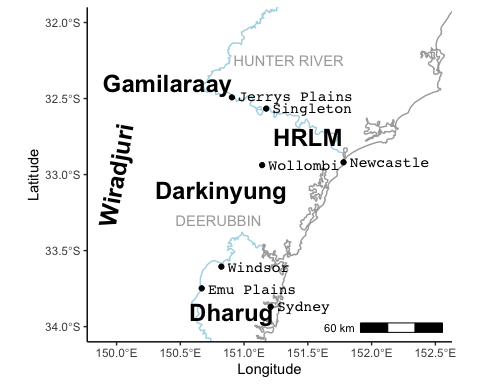 32.0°S
HUNTER RIVER
Gamilaraay
32.5°S
Jerrys Plains
Singleton
HRLM
Newcastle
Wollombi
33.0°S
Wiradjuri
Darkinyung
DEERUBBIN
33.5°S
Windsor
Emu Plains
Sydney
Dharug
60 km
34.0°S
150.0°E 150.5°E 151.0°E 151.5°E 152.0°E 152.5°E
Longitude
Latitude